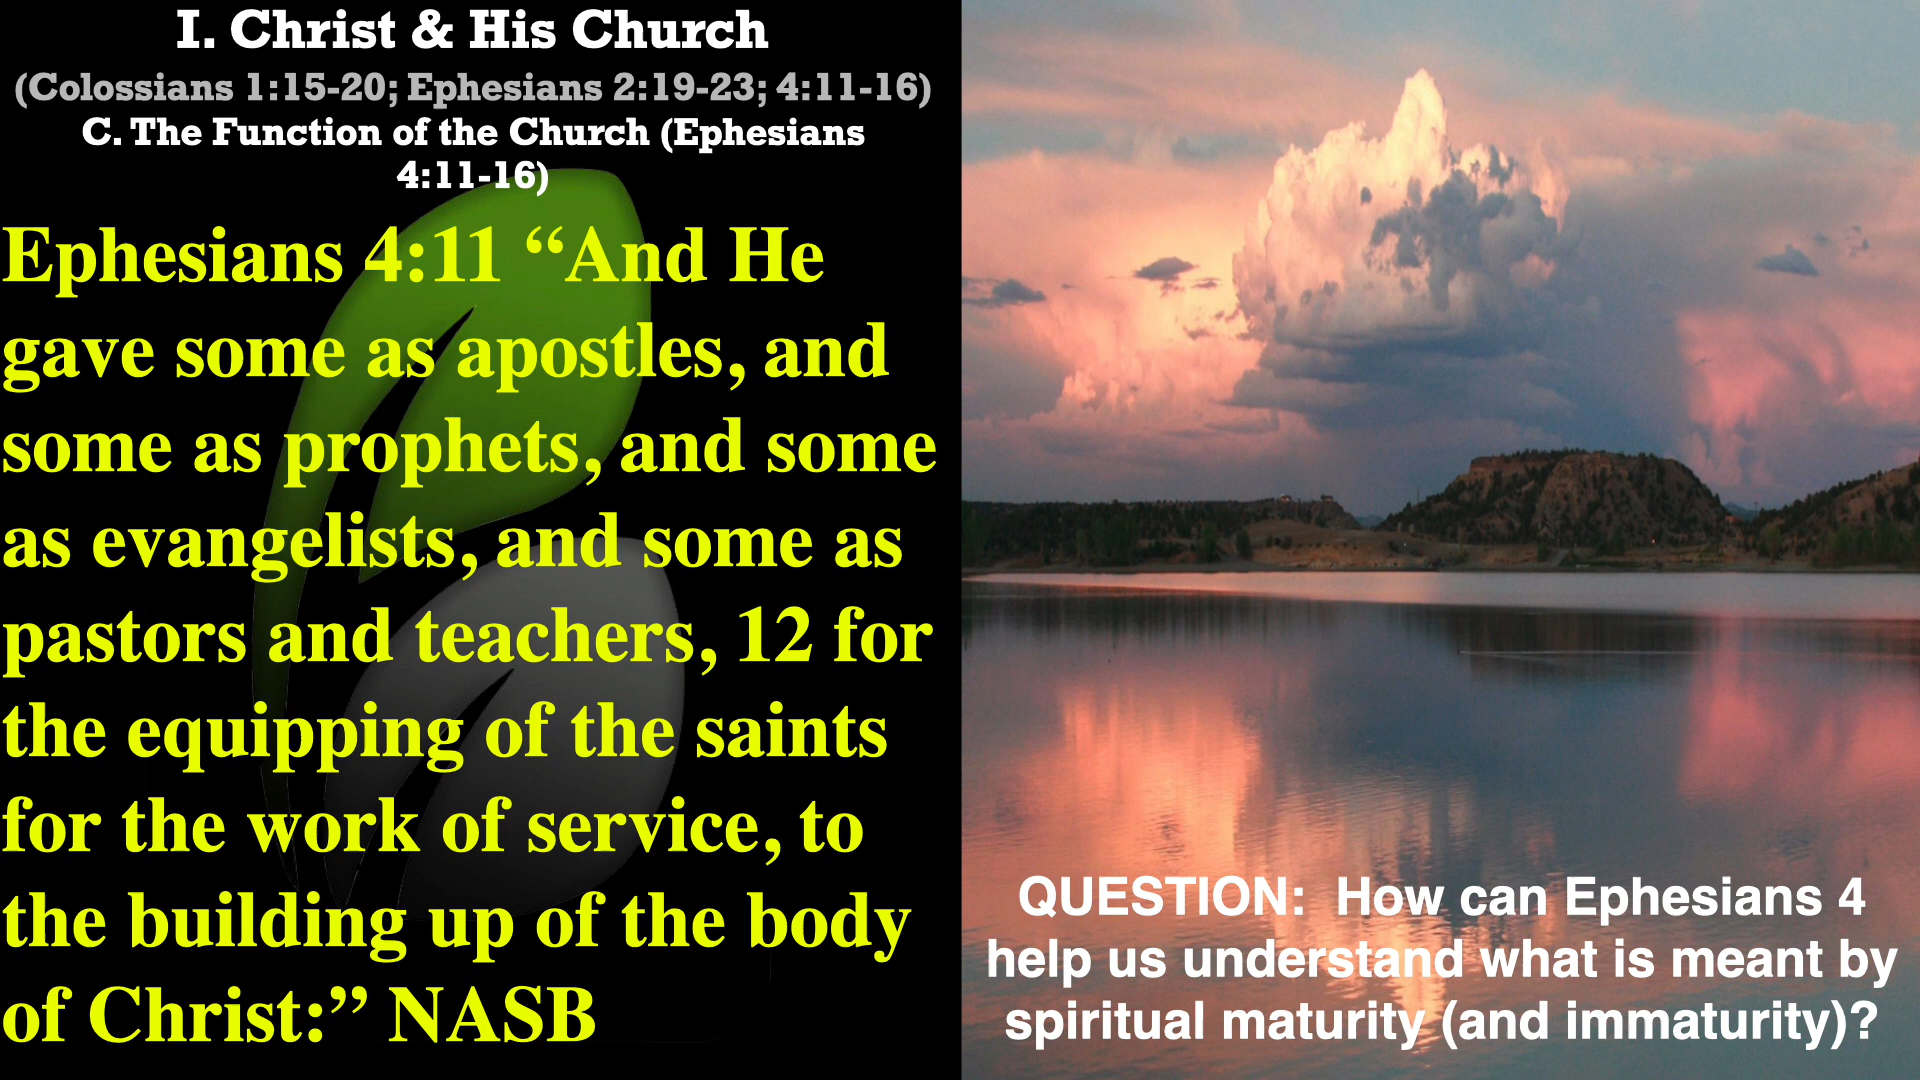 I. Christ & His Church
(Colossians 1:15-20; Ephesians 2:19-23; 4:11-16)
C. The Function of the Church (Ephesians
4:11-16)
Ephesians 4:11 “And He
gave some as apostles, and
some as prophets, and some
as evangelists, and some as
pastors and teachers, 12 for
the equipping of the saints
for the work of service, to
the building up of the body
of Christ:” NASB
QUESTION:  How can Ephesians 4
help us understand what is meant by
spiritual maturity (and immaturity)?